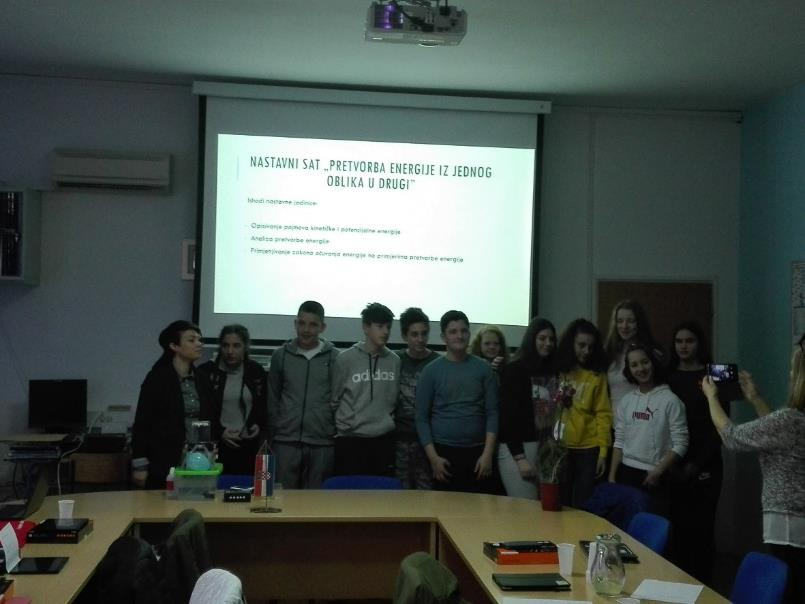 NASTAVNI SAT „PRETVORBA ENERGIJE IZ JEDNOG
OBLIKA U DRUGI"
Ishodi nastavne jedinice:
- Opisivanje pojmova kinetičke i potencijalne energije
- Analiza pretvorbe energije
- Primjenjivanje zakona očuvanja energije na primjerima pretvorbe energije
adidas
PUMA